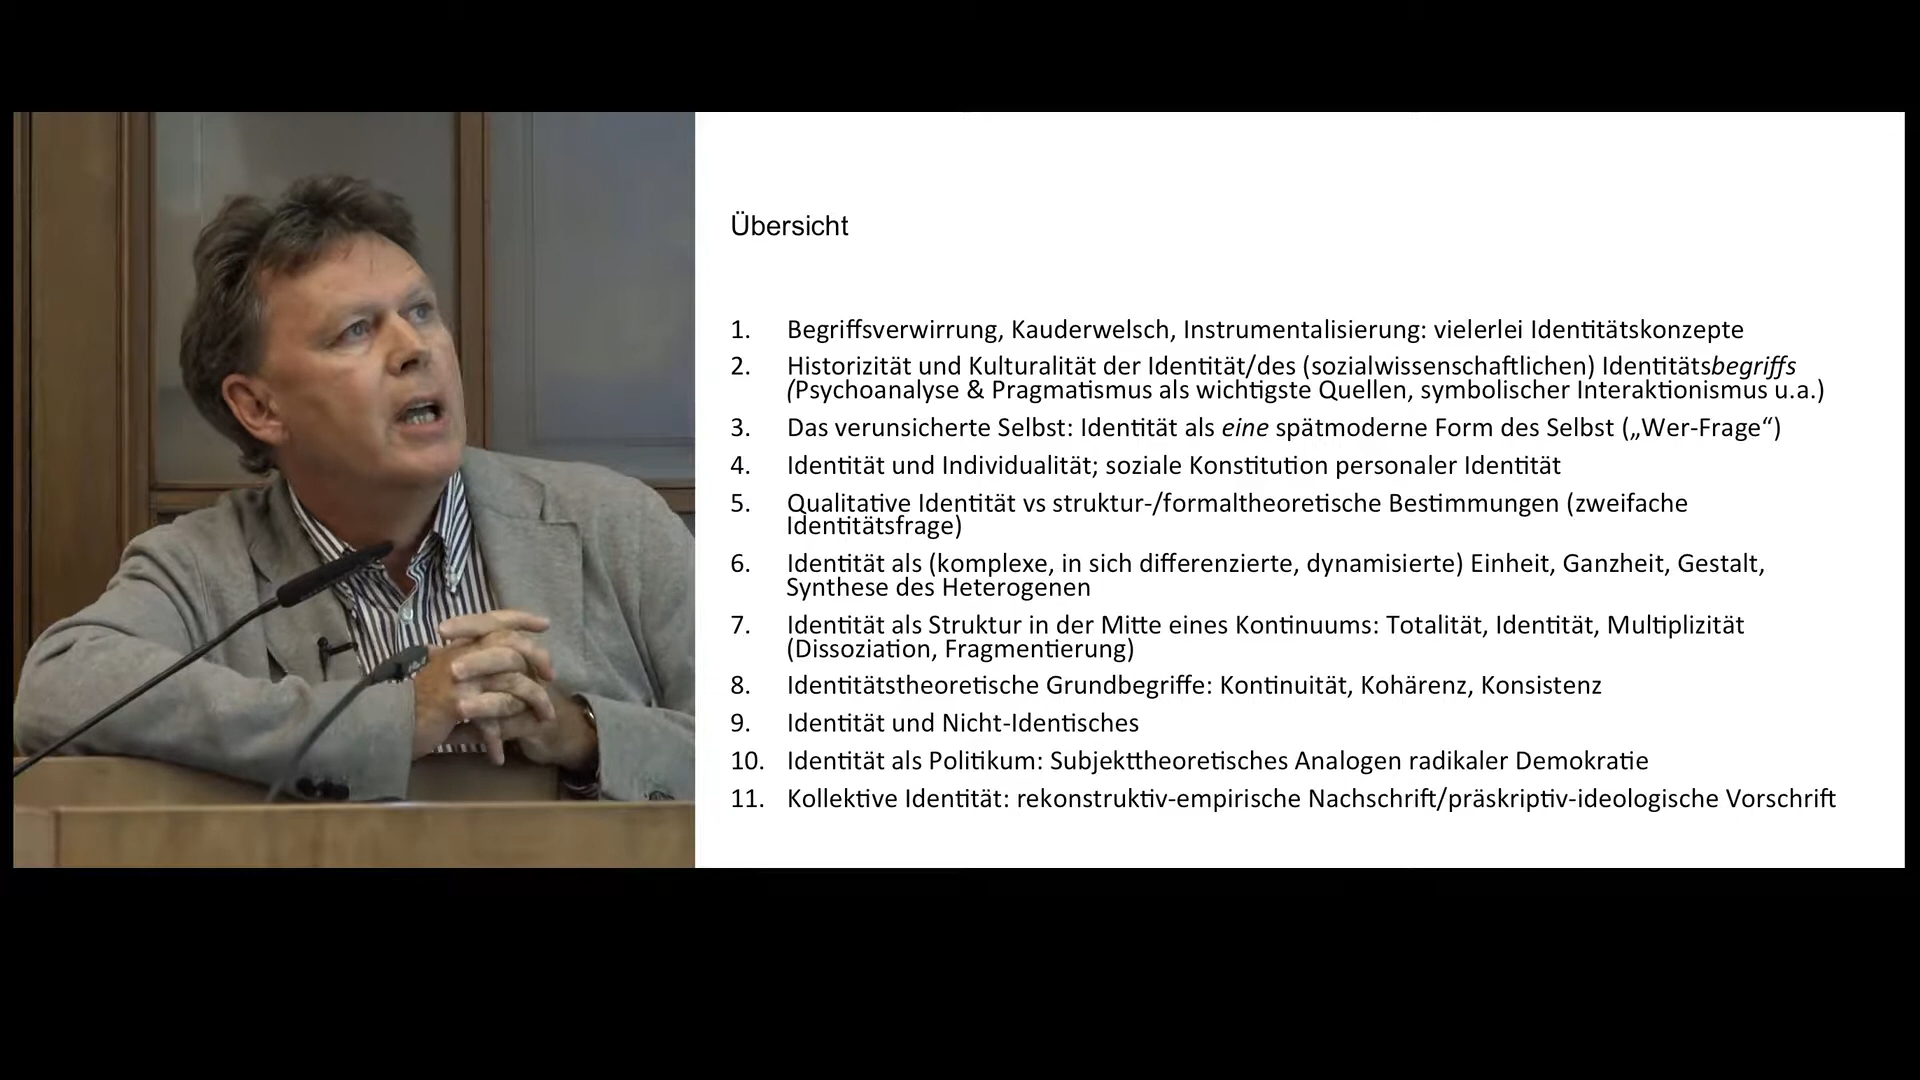 Übersicht
1. Begriffsverwirrung, Kauderwelsch, Instrumentalisierung: vielerlei Identitätskonzepte
2. Historizität und Kulturalität der Identität/des (sozialwissenschaftlichen) Identitätsbegriffs
(Psychoanalyse & Pragmatismus als wichtigste Quellen, symbolischer Interaktionismus u.a.)
3. Das verunsicherte Selbst: Identität als eine spätmoderne Form des Selbst („Wer-Frage“)
4. Identität und Individualität; soziale Konstitution personaler Identität
5. Qualitative Identität vs struktur-/formaltheoretische Bestimmungen (zweifache
Identitätsfrage)
6. Identität als (komplexe, in sich differenzierte, dynamisierte) Einheit, Ganzheit, Gestalt,
Synthese des Heterogenen
7. Identität als Struktur in der Mitte eines Kontinuums: Totalität, Identität, Multiplizität
(Dissoziation, Fragmentierung)
8. Identitätstheoretische Grundbegriffe: Kontinuität, Kohärenz, Konsistenz
9. Identität und Nicht-Identisches
10. Identität als Politikum: Subjekttheoretisches Analogen radikaler Demokratie
11. Kollektive Identität: rekonstruktiv-empirische Nachschrift/präskriptiv-ideologische Vorschrift